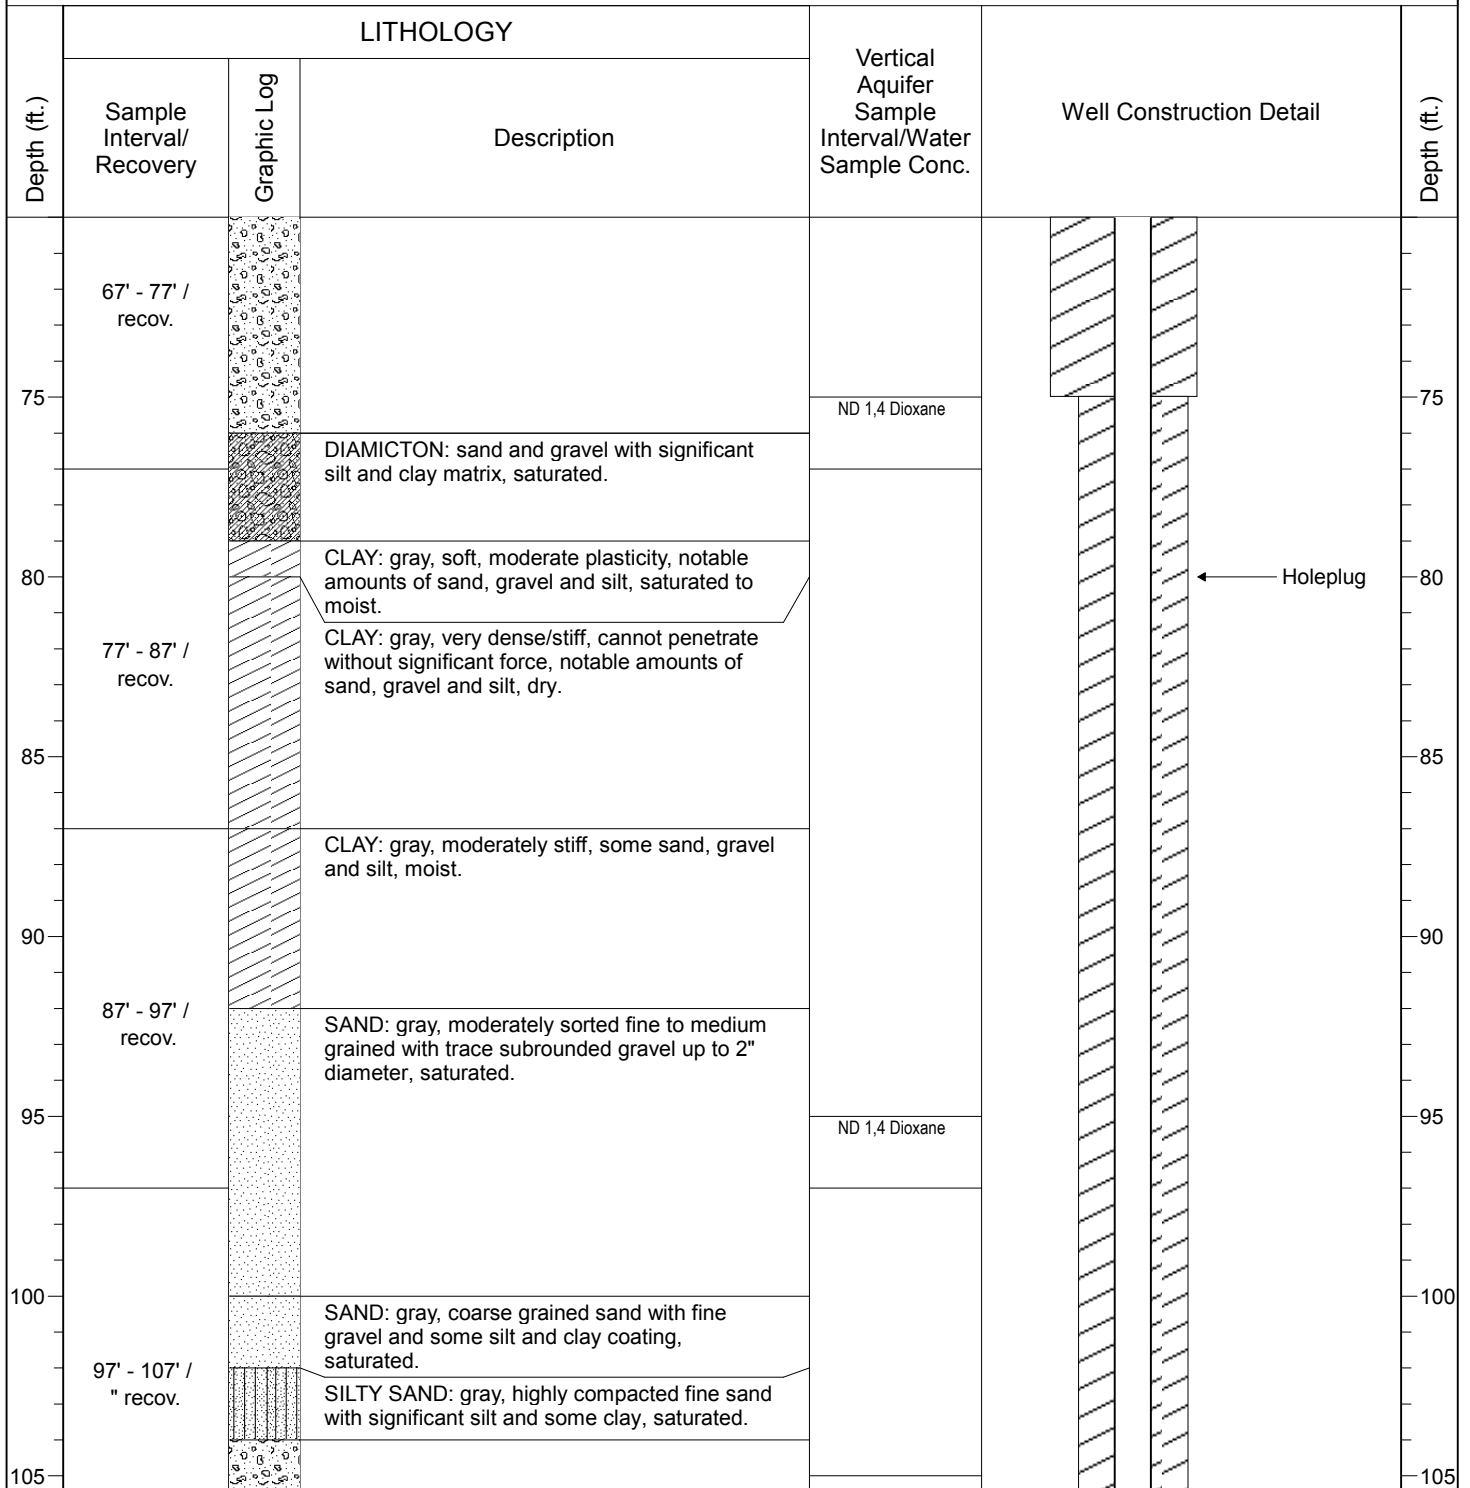 LITHOLOGY
Depth (ft.)
Sample
Interval/
Recovery
Graphic Log
Description
Vertical
Aquifer
Sample
Interval/Water
Sample Conc.
Well Construction Detail
Depth (ft.)
67' - 77' /
recov.
75
ND 1,4 Dioxane
75
DIAMICTON: sand and gravel with significant
silt and clay matrix, saturated.
CLAY: gray, soft, moderate plasticity, notable
amounts of sand, gravel and silt, saturated to
moist.
80
Holeplug
80
77' - 87' /
recov.
CLAY: gray, very dense/stiff, cannot penetrate
without significant force, notable amounts of
sand, gravel and silt, dry.
85
85
CLAY: gray, moderately stiff, some sand, gravel
and silt, moist.
90
90
87' - 97' /
recov.
SAND: gray, moderately sorted fine to medium
grained with trace subrounded gravel up to 2"
diameter, saturated.
95
ND 1,4 Dioxane
95
100
100
SAND: gray, coarse grained sand with fine
gravel and some silt and clay coating,
saturated.
97' - 107' /
" recov.
SILTY SAND: gray, highly compacted fine sand
with significant silt and some clay, saturated.
105
105